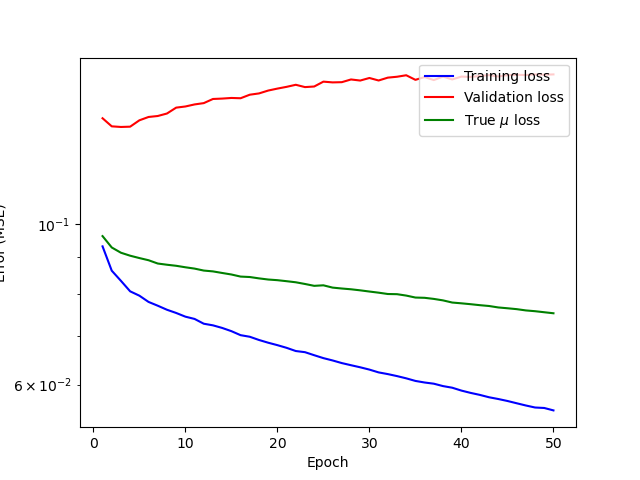 Training loss
Validation loss
True μ loss
10⁻¹
6 × 10⁻²
Error (MSE)
0 10 20 30 40 50
Epoch